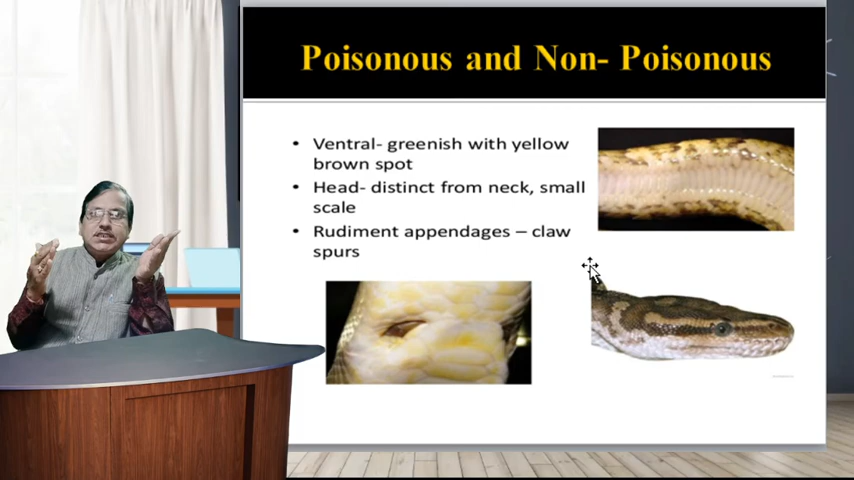 Poisonous and Non- Poisonous
• Ventral- greenish with yellow
brown spot
• Head- distinct from neck, small
scale
• Rudiment appendages – claw
spurs